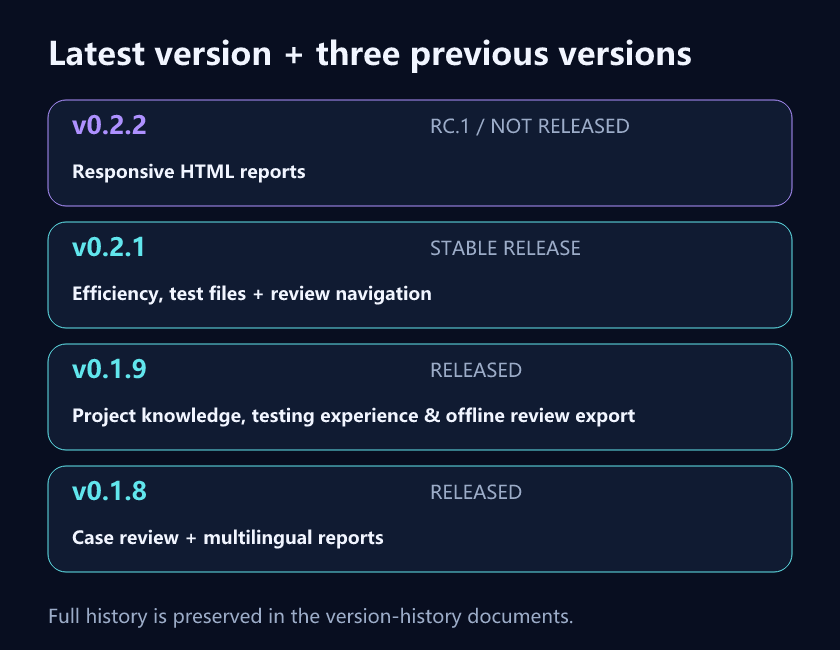 Latest version + three previous versions
v0.2.2 RC.1 / NOT RELEASED
Responsive HTML reports
v0.2.1 STABLE RELEASE
Efficiency, test files + review navigation
v0.1.9 RELEASED
Project knowledge, testing experience & offline review export
v0.1.8 RELEASED
Case review + multilingual reports
Full history is preserved in the version-history documents.